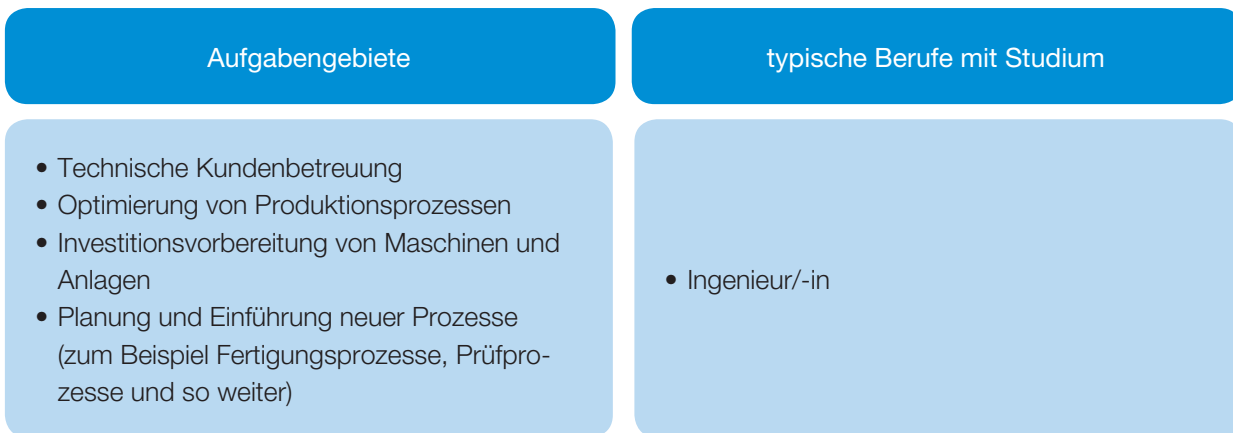 Aufgabengebiete
typische Berufe mit Studium
• Technische Kundenbetreuung
• Optimierung von Produktionsprozessen
• Investitionsvorbereitung von Maschinen und
Anlagen
• Planung und Einführung neuer Prozesse
(zum Beispiel Fertigungsprozesse, Prüfpro-
zesse und so weiter)
• Ingenieur/-in